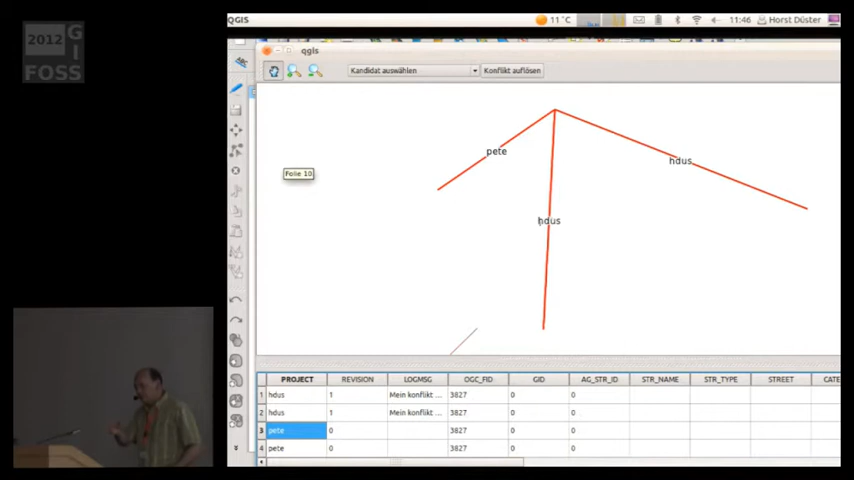 2012 GI
FOSS
QGIS
11 °C
11:46
Horst Düster
qgis
Kandidat auswählen
Konflikt auflösen
pete
hdus
Folie 10
hdus
PROJECT REVISION LOGMSG OGC_FID GID AG_STR_ID STR_NAME STR_TYPE STREET CATE
1 hdus 1 Mein konflikt ... 3827 0 0
2 hdus 1 Mein konflikt ... 3827 0 0
3 pete 0 3827 0 0
4 pete 0 3827 0 0